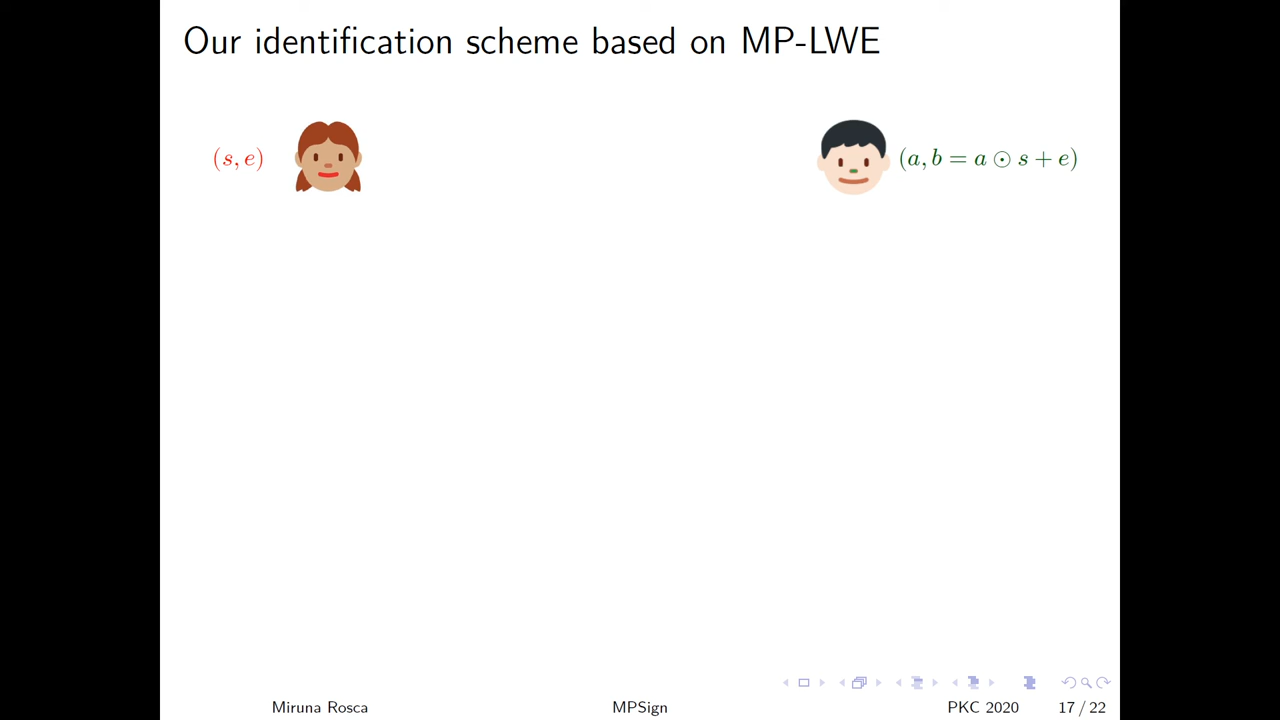 Our identification scheme based on MP-LWE
(s, e) (a, b = a ⊙ s + e)
Miruna Rosca MPSign PKC 2020 17 / 22